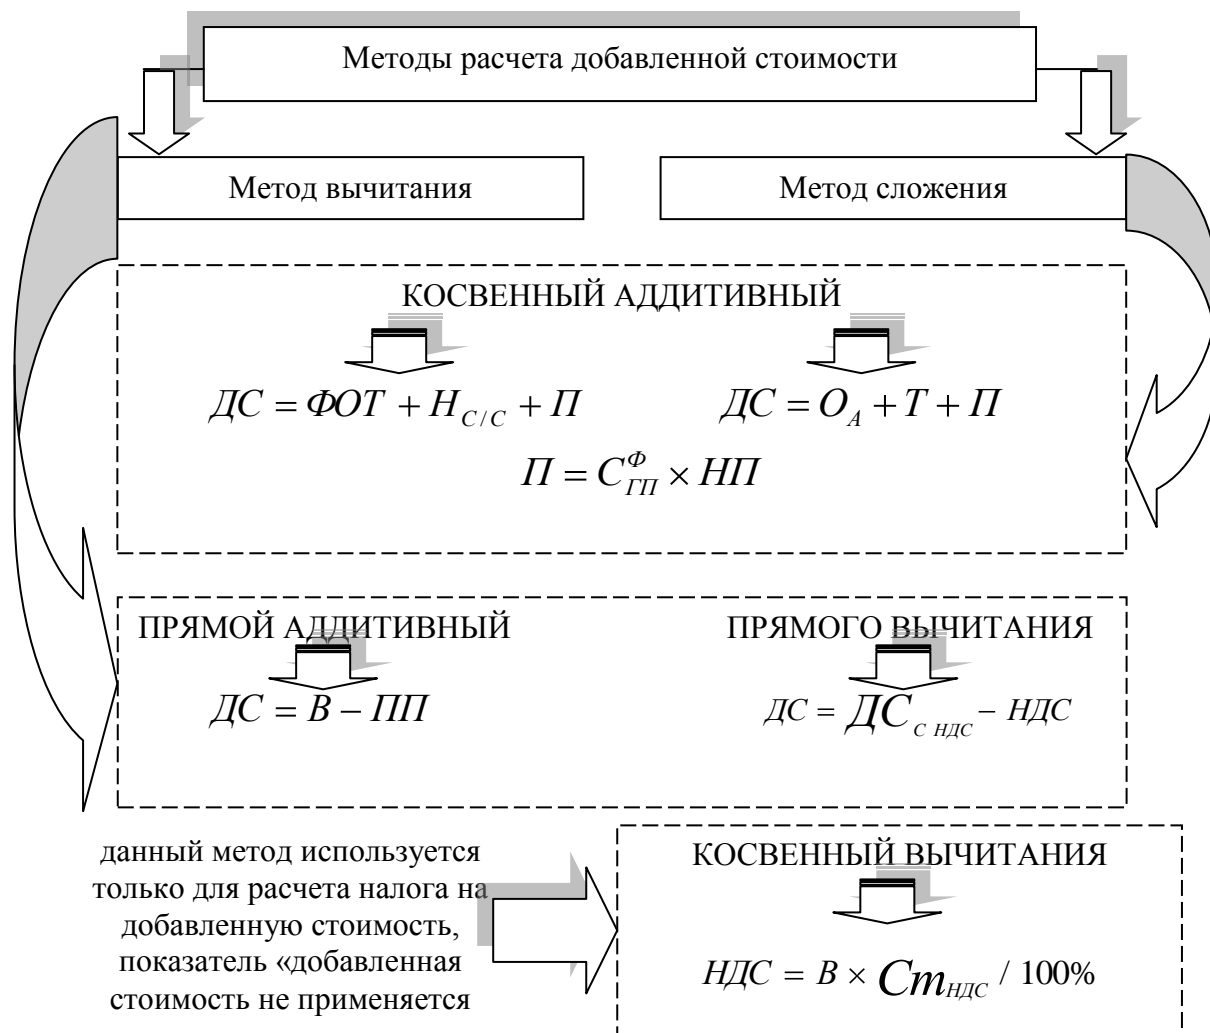 Методы расчета добавленной стоимости
Метод вычитания
Метод сложения
КОСВЕННЫЙ АДДИТИВНЫЙ
ДС = ФОТ + Н_{С/С} + П
ДС = О_А + Т + П
П = С_{ГП}^Ф × НП
ПРЯМОЙ АДДИТИВНЫЙ
ПРЯМОГО ВЫЧИТАНИЯ
ДС = В − ПП
ДС = ДС_{С НДС} − НДС
данный метод используется
только для расчета налога на
добавленную стоимость,
показатель «добавленная
стоимость не применяется
КОСВЕННЫЙ ВЫЧИТАНИЯ
НДС = В × Ст_{НДС} / 100%